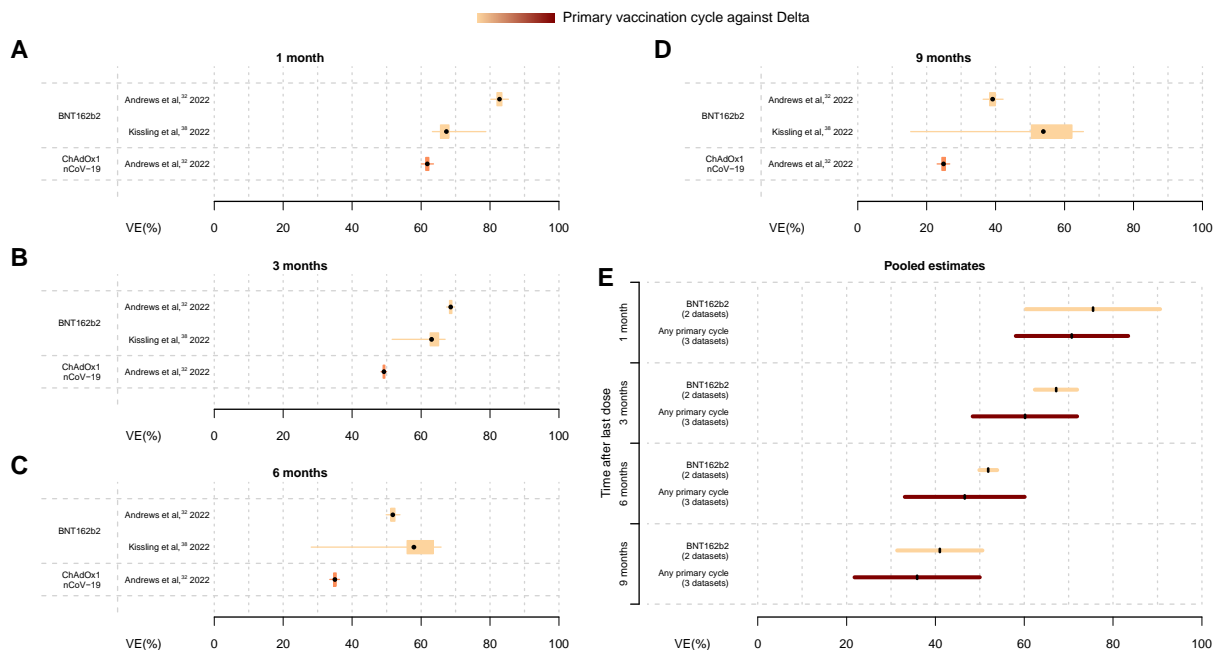 Primary vaccination cycle against Delta
A
1 month
BNT162b2
Andrews et al,32 2022
Kissling et al,38 2022
ChAdOx1
nCoV−19
Andrews et al,32 2022
VE(%)
0 20 40 60 80 100
B
3 months
BNT162b2
Andrews et al,32 2022
Kissling et al,38 2022
ChAdOx1
nCoV−19
Andrews et al,32 2022
VE(%)
0 20 40 60 80 100
C
6 months
BNT162b2
Andrews et al,32 2022
Kissling et al,38 2022
ChAdOx1
nCoV−19
Andrews et al,32 2022
VE(%)
0 20 40 60 80 100
D
9 months
BNT162b2
Andrews et al,32 2022
Kissling et al,38 2022
ChAdOx1
nCoV−19
Andrews et al,32 2022
VE(%)
0 20 40 60 80 100
E
Pooled estimates
Time after last dose
1 month
BNT162b2
(2 datasets)
Any primary cycle
(3 datasets)
3 months
BNT162b2
(2 datasets)
Any primary cycle
(3 datasets)
6 months
BNT162b2
(2 datasets)
Any primary cycle
(3 datasets)
9 months
BNT162b2
(2 datasets)
Any primary cycle
(3 datasets)
VE(%)
0 20 40 60 80 100